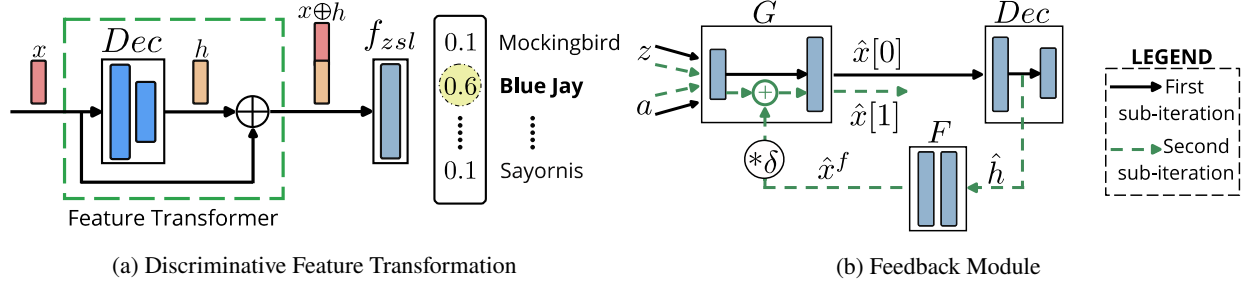 x
Dec
h
x⊕h
f_zsl
0.1
Mockingbird
0.6
Blue Jay
0.1
Sayornis
Feature Transformer
(a) Discriminative Feature Transformation
z
a
G
x̂[0]
x̂[1]
Dec
F
*δ
x̂^f
ĥ
LEGEND
First
sub-iteration
Second
sub-iteration
(b) Feedback Module